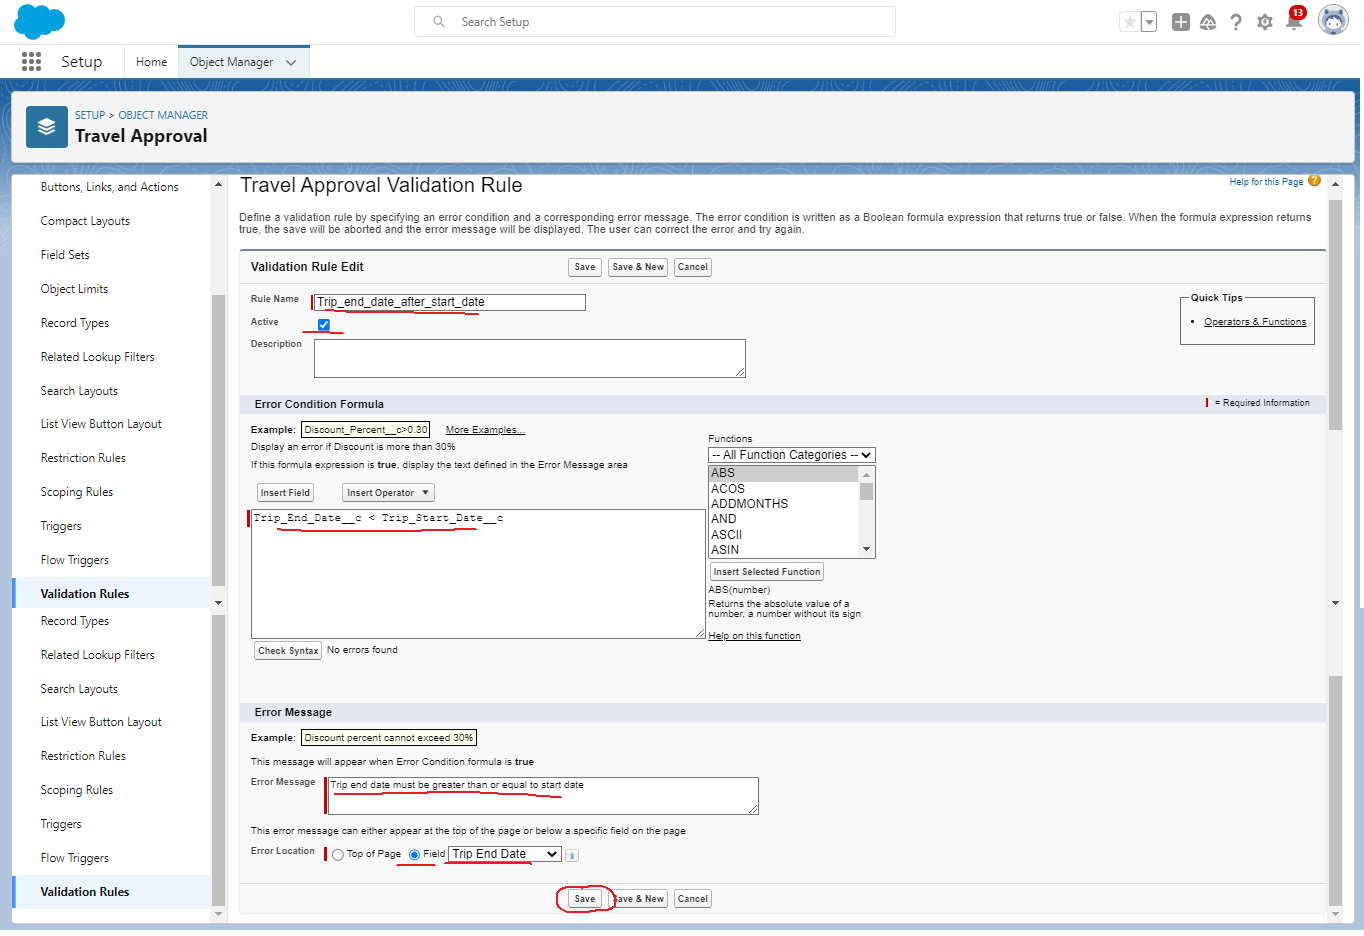 Search Setup
13
Setup
Home
Object Manager
SETUP > OBJECT MANAGER
Travel Approval
Buttons, Links, and Actions
Compact Layouts
Field Sets
Object Limits
Record Types
Related Lookup Filters
Search Layouts
List View Button Layout
Restriction Rules
Scoping Rules
Triggers
Flow Triggers
Validation Rules
Record Types
Related Lookup Filters
Search Layouts
List View Button Layout
Restriction Rules
Scoping Rules
Triggers
Flow Triggers
Validation Rules
Travel Approval Validation Rule
Help for this Page ?
Define a validation rule by specifying an error condition and a corresponding error message. The error condition is written as a Boolean formula expression that returns true or false. When the formula expression returns
true, the save will be aborted and the error message will be displayed. The user can correct the error and try again.
Validation Rule Edit
Save
Save & New
Cancel
Rule Name
Trip_end_date_after_start_date
Active
Description
Quick Tips
• Operators & Functions
Error Condition Formula
= Required Information
Example: Discount_Percent__c>0.30 More Examples...
Display an error if Discount is more than 30%
If this formula expression is true, display the text defined in the Error Message area
Insert Field
Insert Operator
Trip_End_Date__c < Trip_Start_Date__c
Functions
-- All Function Categories --
ABS
ACOS
ADDMONTHS
AND
ASCII
ASIN
Insert Selected Function
ABS(number)
Returns the absolute value of a
number, a number without its sign
Help on this function
Check Syntax No errors found
Error Message
Example: Discount percent cannot exceed 30%
This message will appear when Error Condition formula is true
Error Message
Trip end date must be greater than or equal to start date
This error message can either appear at the top of the page or below a specific field on the page
Error Location
Top of Page
Field
Trip End Date
i
Save
Save & New
Cancel